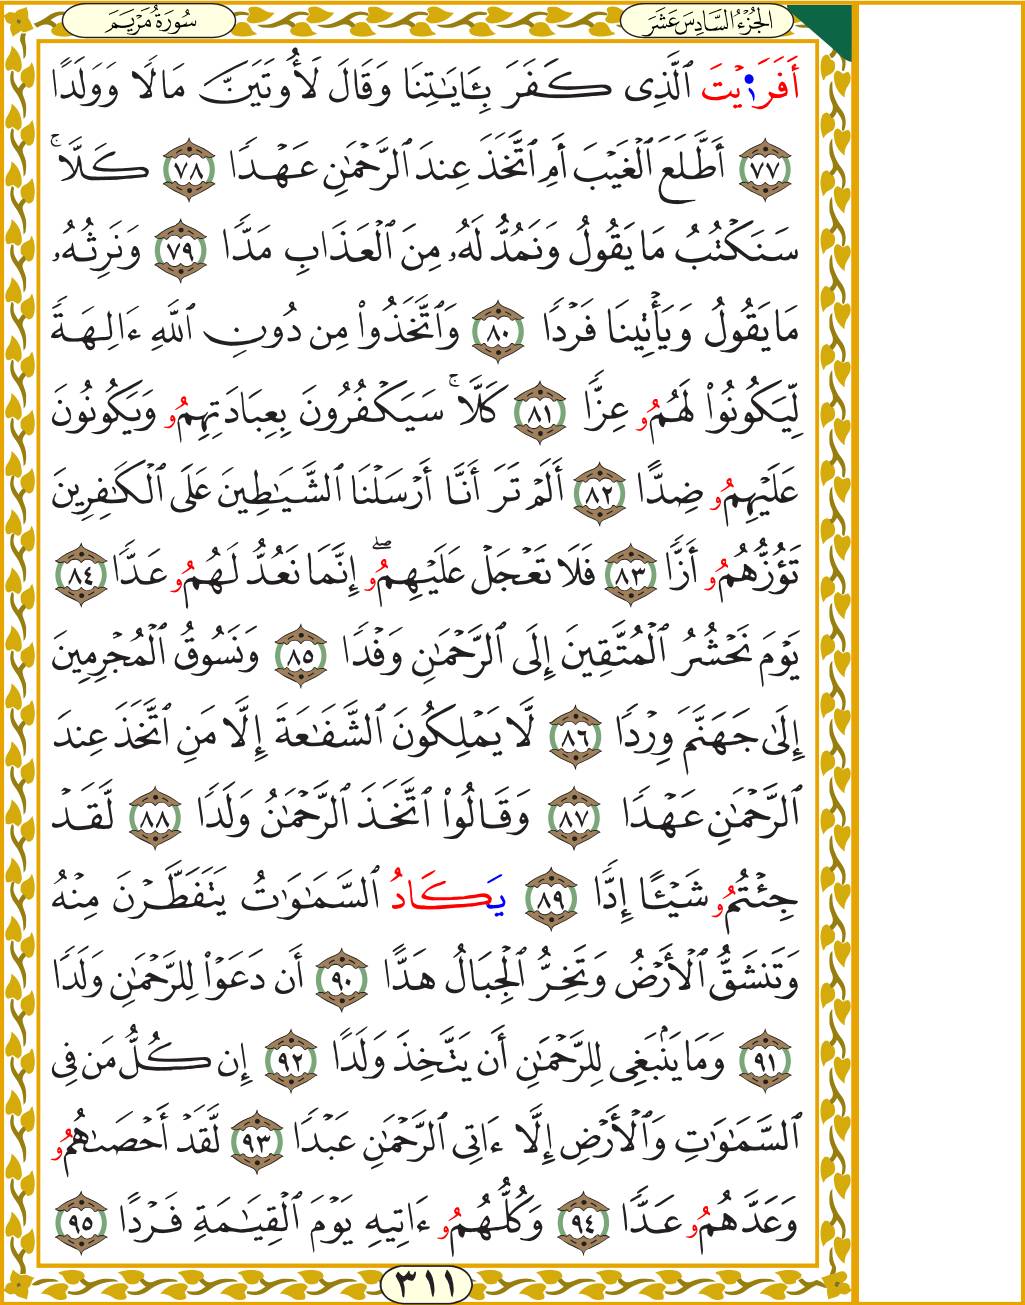 الجُزْءُ السَّادِسَ عَشَرَ
سُورَةُ مَرْيَمَ
أَفَرَٰٓيْتَ ٱلَّذِى كَفَرَ بِـَٔايَٰتِنَا وَقَالَ لَأُوتَيَنَّ مَالًا وَوَلَدًا
٧٧ أَطَّلَعَ ٱلْغَيْبَ أَمِ ٱتَّخَذَ عِندَ ٱلرَّحْمَٰنِ عَهْدًا ٧٨ كَلَّاۚ
سَنَكْتُبُ مَا يَقُولُ وَنَمُدُّ لَهُۥ مِنَ ٱلْعَذَابِ مَدًّا ٧٩ وَنَرِثُهُۥ
مَا يَقُولُ وَيَأْتِينَا فَرْدًا ٨٠ وَٱتَّخَذُوا۟ مِن دُونِ ٱللَّهِ ءَالِهَةً
لِّيَكُونُوا۟ لَهُمُۥ عِزًّا ٨١ كَلَّاۚ سَيَكْفُرُونَ بِعِبَادَتِهِمُۥ وَيَكُونُونَ
عَلَيْهِمُۥ ضِدًّا ٨٢ أَلَمْ تَرَ أَنَّا أَرْسَلْنَا ٱلشَّيَٰطِينَ عَلَى ٱلْكَٰفِرِينَ
تَؤُزُّهُمُۥ أَزًّا ٨٣ فَلَا تَعْجَلْ عَلَيْهِمُۥۖ إِنَّمَا نَعُدُّ لَهُمُۥ عَدًّا ٨٤
يَوْمَ نَحْشُرُ ٱلْمُتَّقِينَ إِلَى ٱلرَّحْمَٰنِ وَفْدًا ٨٥ وَنَسُوقُ ٱلْمُجْرِمِينَ
إِلَىٰ جَهَنَّمَ وِرْدًا ٨٦ لَّا يَمْلِكُونَ ٱلشَّفَٰعَةَ إِلَّا مَنِ ٱتَّخَذَ عِندَ
ٱلرَّحْمَٰنِ عَهْدًا ٨٧ وَقَالُوا۟ ٱتَّخَذَ ٱلرَّحْمَٰنُ وَلَدًا ٨٨ لَّقَدْ
جِئْتُمُۥ شَيْـًٔا إِدًّا ٨٩ يَكَادُ ٱلسَّمَٰوَٰتُ يَتَفَطَّرْنَ مِنْهُ
وَتَنشَقُّ ٱلْأَرْضُ وَتَخِرُّ ٱلْجِبَالُ هَدًّا ٩٠ أَن دَعَوْا۟ لِلرَّحْمَٰنِ وَلَدًا
٩١ وَمَا يَنۢبَغِى لِلرَّحْمَٰنِ أَن يَتَّخِذَ وَلَدًا ٩٢ إِن كُلُّ مَن فِى
ٱلسَّمَٰوَٰتِ وَٱلْأَرْضِ إِلَّا ءَاتِى ٱلرَّحْمَٰنِ عَبْدًا ٩٣ لَّقَدْ أَحْصَىٰهُمُۥ
وَعَدَّهُمُۥ عَدًّا ٩٤ وَكُلُّهُمُۥ ءَاتِيهِ يَوْمَ ٱلْقِيَٰمَةِ فَرْدًا ٩٥
٣١١